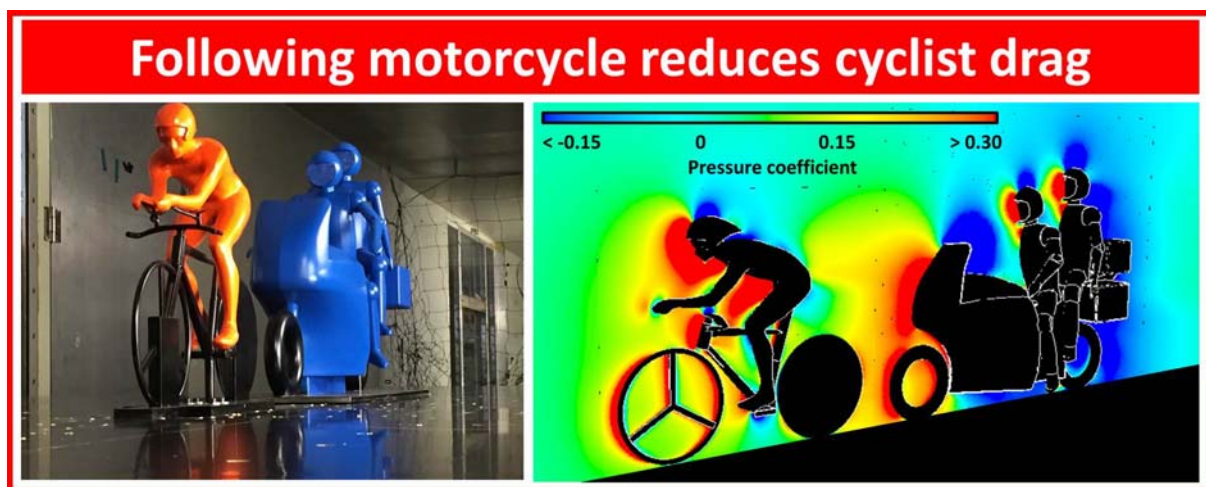 Following motorcycle reduces cyclist drag
< -0.15 0 0.15 > 0.30
Pressure coefficient